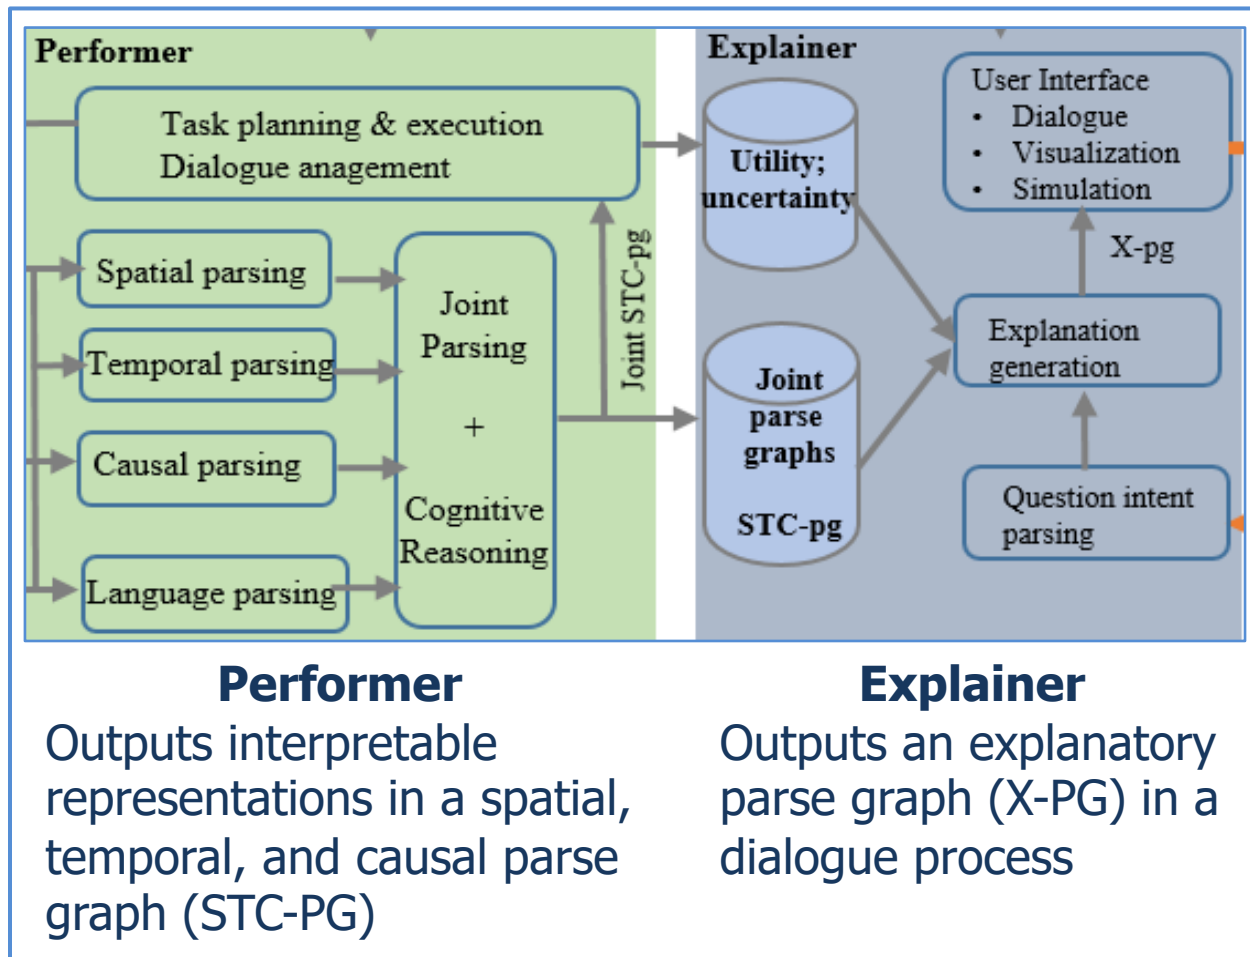 Performer
Task planning & execution
Dialogue anagement
Spatial parsing
Temporal parsing
Causal parsing
Language parsing
Joint
Parsing
+
Cognitive
Reasoning
Joint STC-pg
Explainer
Utility;
uncertainty
Joint
parse
graphs
STC-pg
User Interface
• Dialogue
• Visualization
• Simulation
X-pg
Explanation
generation
Question intent
parsing
Performer
Outputs interpretable
representations in a spatial,
temporal, and causal parse
graph (STC-PG)
Explainer
Outputs an explanatory
parse graph (X-PG) in a
dialogue process